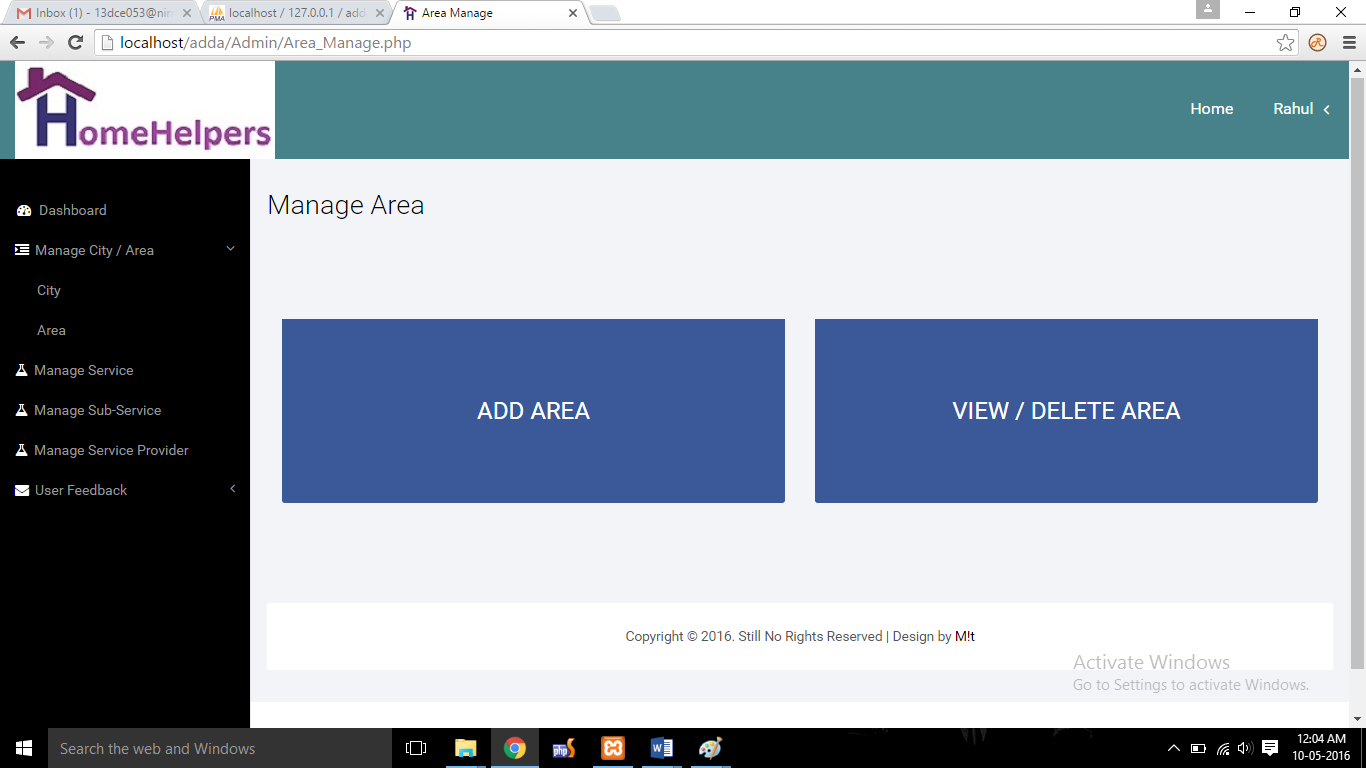 Inbox (1) - 13dce053@nir
localhost / 127.0.0.1 / add
Area Manage
localhost/adda/Admin/Area_Manage.php
HomeHelpers
Home
Rahul
Dashboard
Manage City / Area
City
Area
Manage Service
Manage Sub-Service
Manage Service Provider
User Feedback
Manage Area
ADD AREA
VIEW / DELETE AREA
Copyright © 2016. Still No Rights Reserved | Design by M!t
Activate Windows
Go to Settings to activate Windows.
Search the web and Windows
php
12:04 AM
10-05-2016